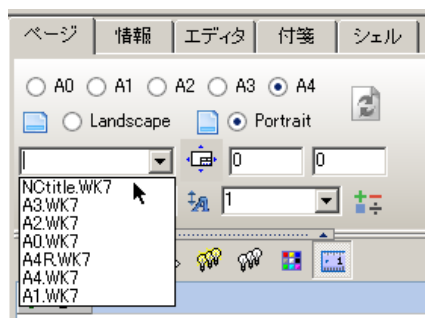 ページ 情報 エディタ 付箋 シェル
A0 A1 A2 A3 A4
Landscape Portrait
0 0
NCtitle.WK7
A3.WK7
A2.WK7
A0.WK7
A4R.WK7
A4.WK7
A1.WK7
A 1
1